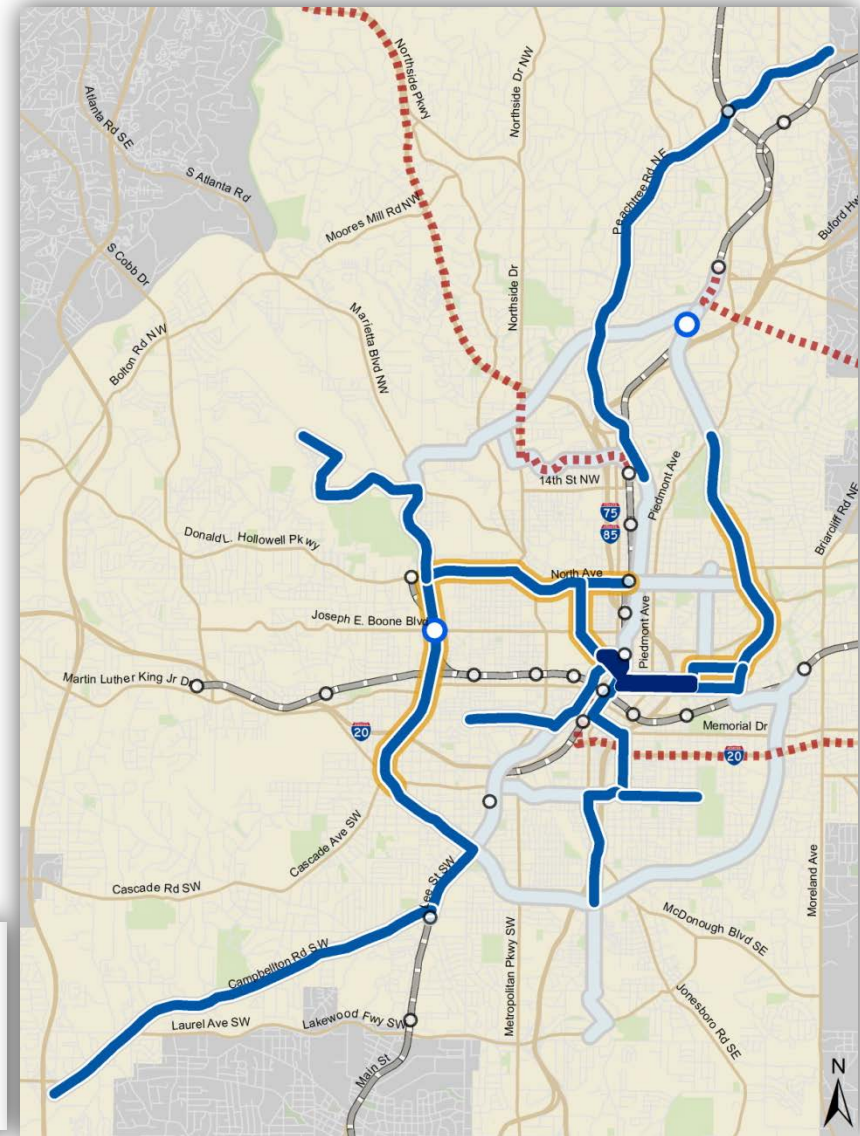 Northside Pkwy
Northside Dr NW
Atlanta Rd SE
S Atlanta Rd
Moores Mill Rd NW
Peachtree Rd NE
Buford Hw
S Cobb Dr
Northside Dr
Marietta Blvd NW
Bolton Rd NW
14th St NW
Piedmont Ave
75
85
Briarcliff Rd NE
Donald L. Hollowell Pkwy
North Ave
Joseph E. Boone Blvd
Piedmont Ave
Martin Luther King Jr Dr
Memorial Dr
20
20
Cascade Ave SW
Cascade Rd SW
Lee St SW
Moreland Ave
McDonough Blvd SE
Campbellton Rd SW
Metropolitan Pkwy SW
Laurel Ave SW
Lakewood Fwy SW
Jonesboro Rd SE
Main St
N